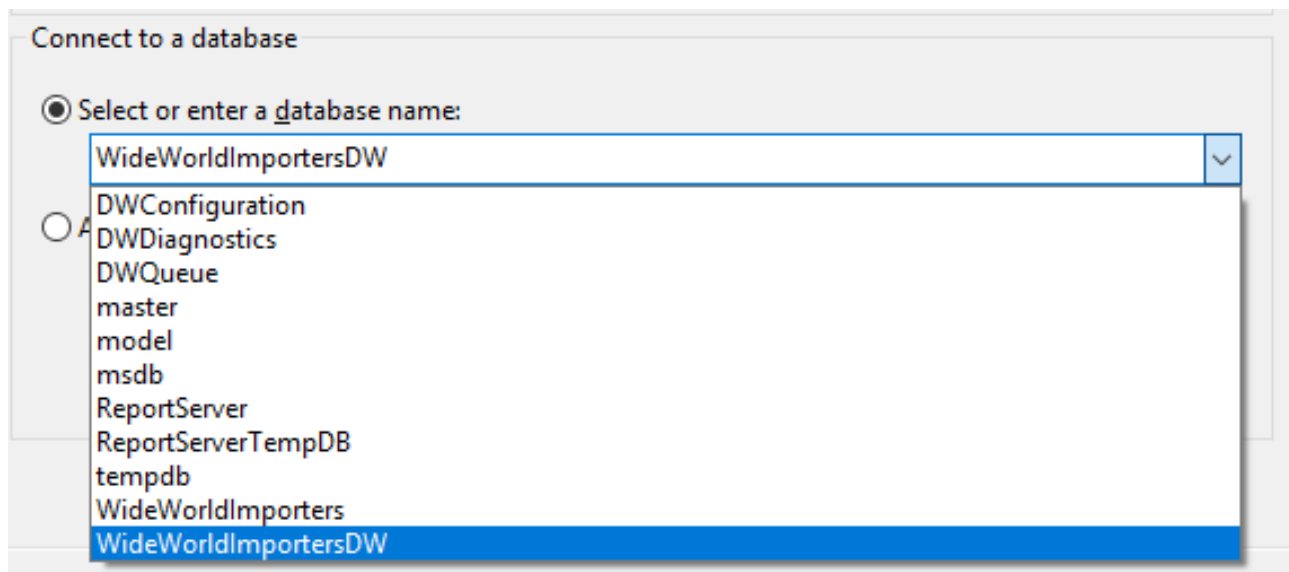 Connect to a database
Select or enter a database name:
WideWorldImportersDW
DWConfiguration
DWDiagnostics
DWQueue
master
model
msdb
ReportServer
ReportServerTempDB
tempdb
WideWorldImporters
WideWorldImportersDW